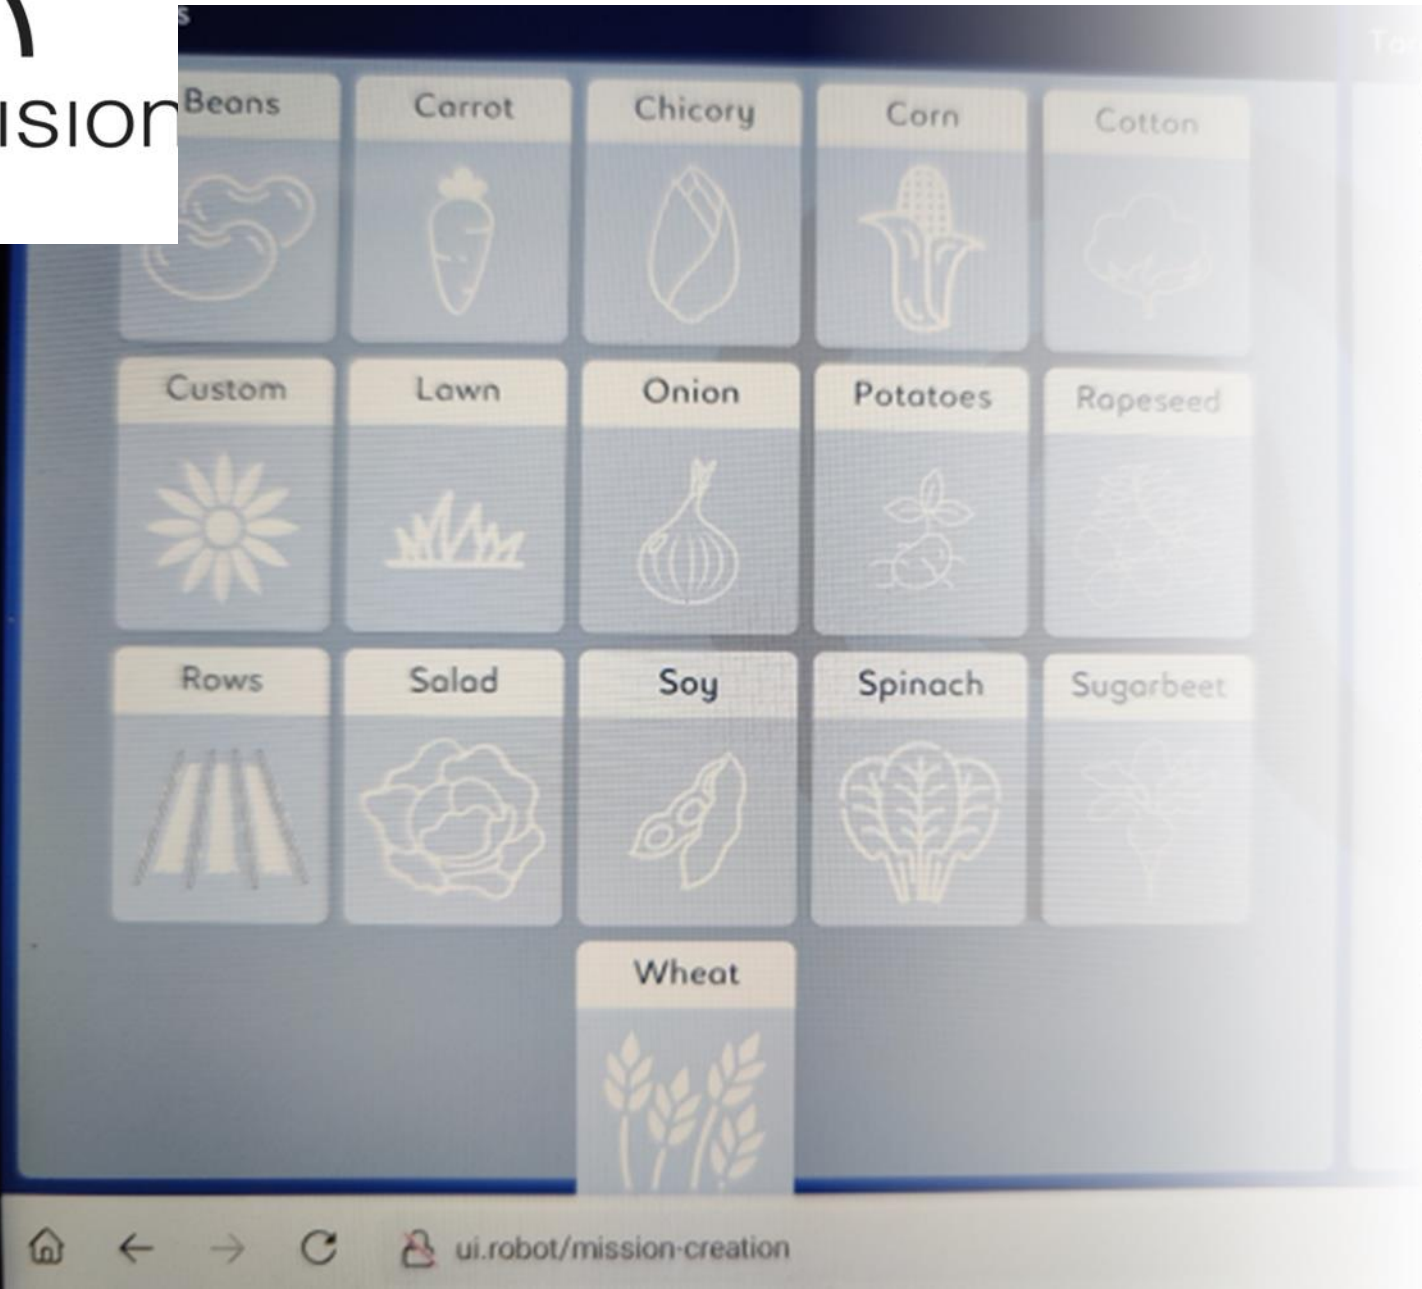 s
Ta
ision
Beans
Carrot
Chicory
Corn
Cotton
Custom
Lawn
Onion
Potatoes
Rapeseed
Rows
Salad
Soy
Spinach
Sugarbeet
Wheat
ui.robot/mission-creation